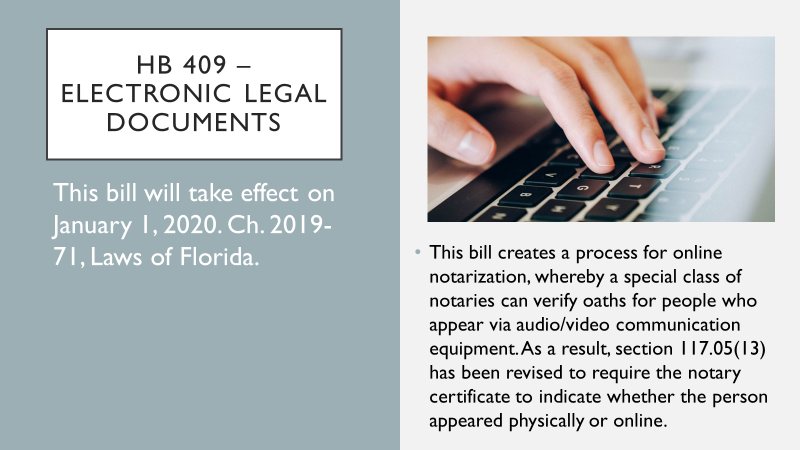 HB 409 –
ELECTRONIC LEGAL
DOCUMENTS
This bill will take effect on
January 1, 2020. Ch. 2019-
71, Laws of Florida.
• This bill creates a process for online
notarization, whereby a special class of
notaries can verify oaths for people who
appear via audio/video communication
equipment. As a result, section 117.05(13)
has been revised to require the notary
certificate to indicate whether the person
appeared physically or online.